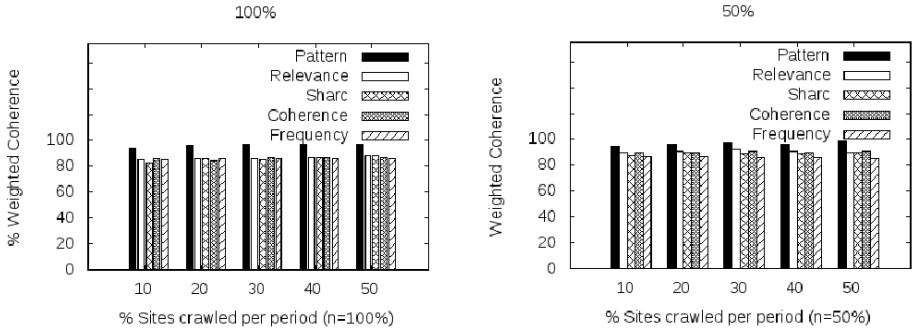 100%
% Weighted Coherence
Pattern
Relevance
Sharc
Coherence
Frequency
100
80
60
40
20
0
10 20 30 40 50
% Sites crawled per period (n=100%)
50%
Weighted Coherence
Pattern
Relevance
Sharc
Coherence
Frequency
100
80
60
40
20
0
10 20 30 40 50
% Sites crawled per period (n=50%)